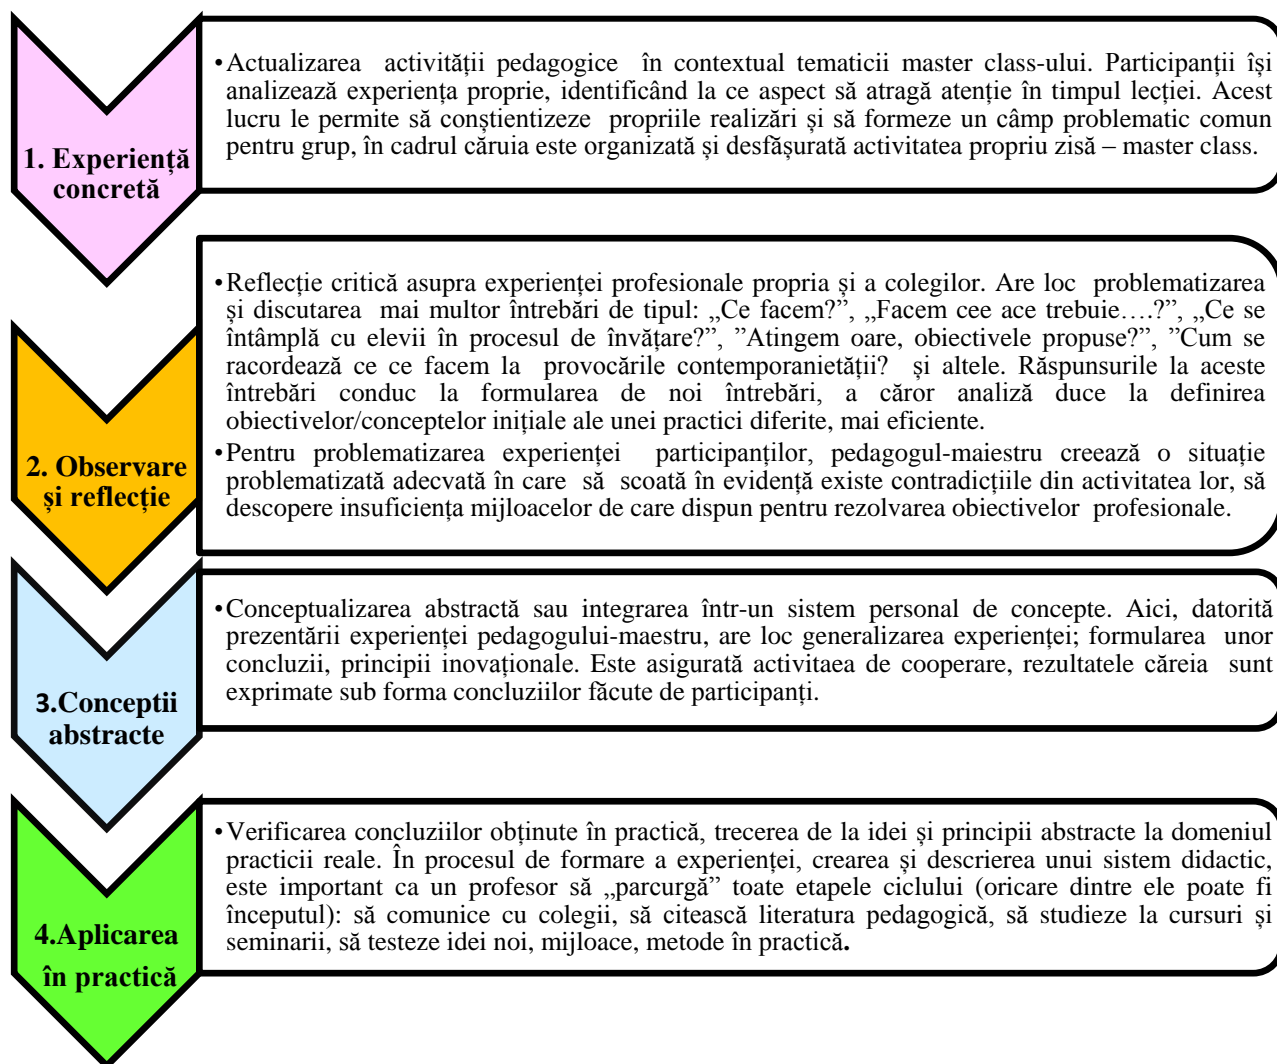 1. Experiență
concretă
•Actualizarea activității pedagogice în contextual tematicii master class-ului. Participanții își
analizează experiența proprie, identificând la ce aspect să atragă atenție în timpul lecției. Acest
lucru le permite să conștientizeze propriile realizări și să formeze un câmp problematic comun
pentru grup, în cadrul căruia este organizată și desfășurată activitatea propriu zisă – master class.
2. Observare
și reflecție
•Reflecție critică asupra experienței profesionale propria și a colegilor. Are loc problematizarea
și discutarea mai multor întrebări de tipul: „Ce facem?”, „Facem cee ace trebuie….?”, „Ce se
întâmplă cu elevii în procesul de învățare?”, ”Atingem oare, obiectivele propuse?”, ”Cum se
racordează ce ce facem la provocările contemporanietății? și altele. Răspunsurile la aceste
întrebări conduc la formularea de noi întrebări, a căror analiză duce la definirea
obiectivelor/conceptelor inițiale ale unei practici diferite, mai eficiente.
•Pentru problematizarea experienței participanților, pedagogul-maiestru creează o situație
problematizată adecvată în care să scoată în evidență existe contradicțiile din activitatea lor, să
descopere insuficiența mijloacelor de care dispun pentru rezolvarea obiectivelor profesionale.
3.Conceptii
abstracte
•Conceptualizarea abstractă sau integrarea într-un sistem personal de concepte. Aici, datorită
prezentării experienței pedagogului-maestru, are loc generalizarea experienței; formularea unor
concluzii, principii inovaționale. Este asigurată activitaea de cooperare, rezultatele căreia sunt
exprimate sub forma concluziilor făcute de participanți.
4.Aplicarea
în practică
•Verificarea concluziilor obținute în practică, trecerea de la idei și principii abstracte la domeniul
practicii reale. În procesul de formare a experienței, crearea și descrierea unui sistem didactic,
este important ca un profesor să „parcurgă” toate etapele ciclului (oricare dintre ele poate fi
începutul): să comunice cu colegii, să citească literatura pedagogică, să studieze la cursuri și
seminarii, să testeze idei noi, mijloace, metode în practică.